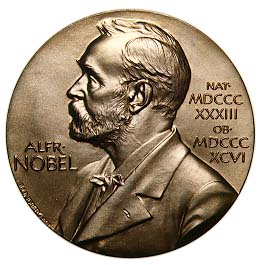 ALFR·
NOBEL
NAT·
MDCCC
XXXIII
OB·
MDCCC
XCVI